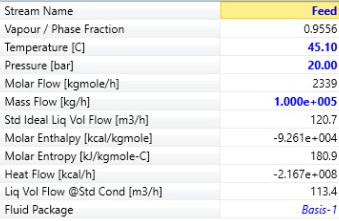 Stream Name Feed
Vapour / Phase Fraction 0.9556
Temperature [C] 45.10
Pressure [bar] 20.00
Molar Flow [kgmole/h] 2339
Mass Flow [kg/h] 1.000e+005
Std Ideal Liq Vol Flow [m3/h] 120.7
Molar Enthalpy [kcal/kgmole] -9.261e+004
Molar Entropy [kJ/kgmole-C] 180.9
Heat Flow [kcal/h] -2.167e+008
Liq Vol Flow @Std Cond [m3/h] 113.4
Fluid Package Basis-1